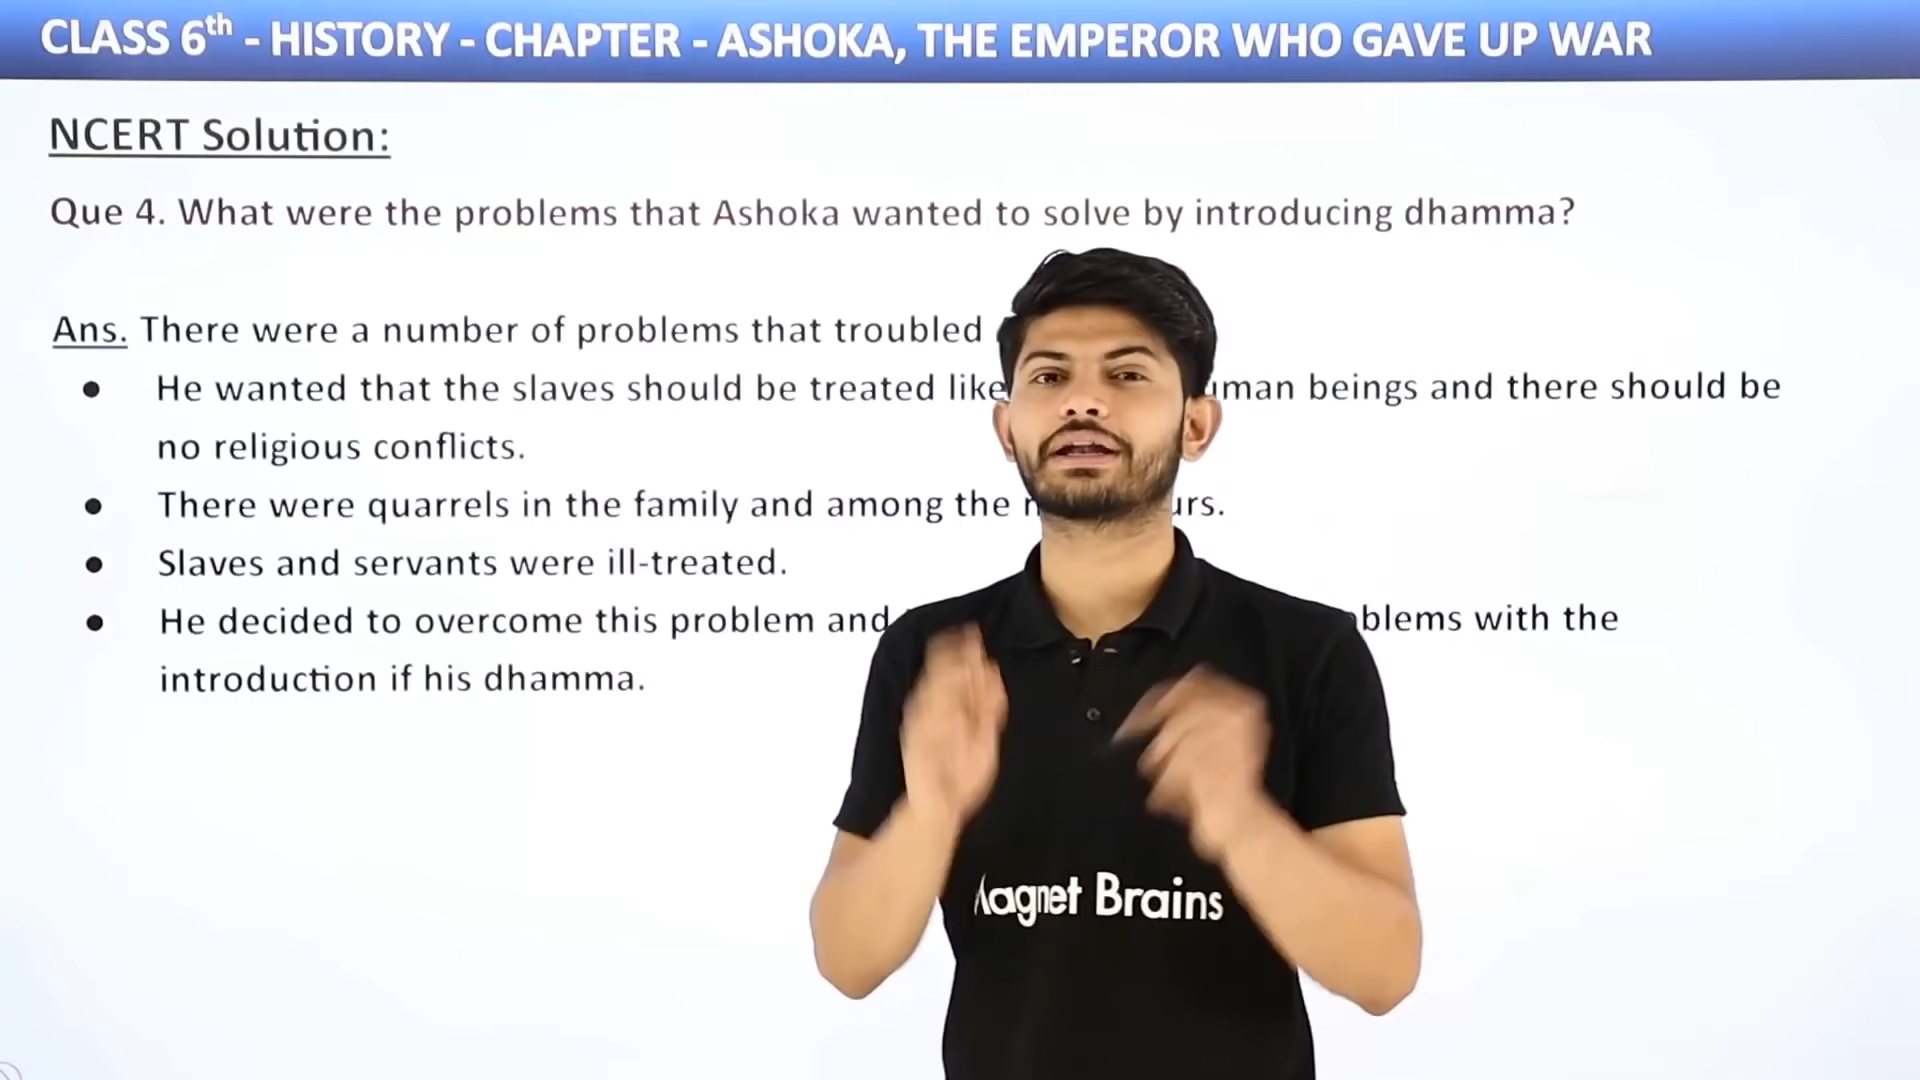 CLASS 6th - HISTORY - CHAPTER - ASHOKA, THE EMPEROR WHO GAVE UP WAR
NCERT Solution:
Que 4. What were the problems that Ashoka wanted to solve by introducing dhamma?
Ans. There were a number of problems that troubled
● He wanted that the slaves should be treated like beings and there should be
no religious conflicts.
● There were quarrels in the family and among the
● Slaves and servants were ill-treated.
● He decided to overcome this problem and with the
introduction if his dhamma.
Brains